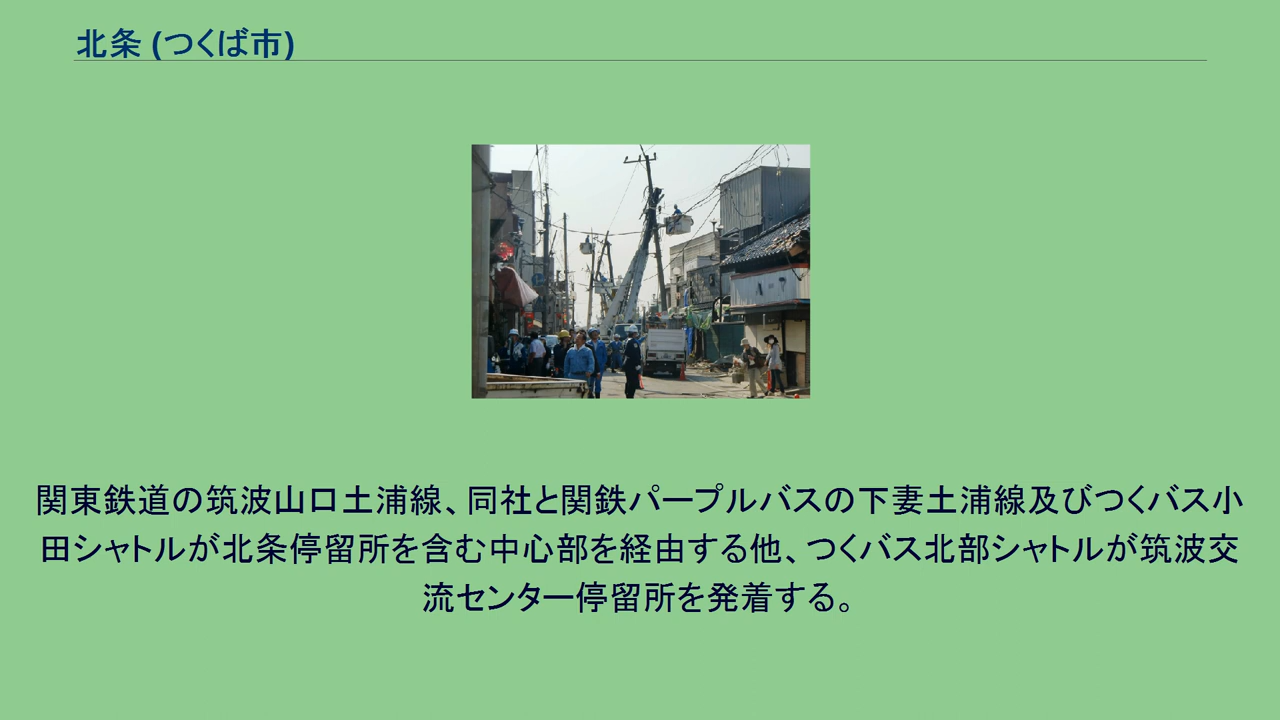 北条 (つくば市)
関東鉄道の筑波山口土浦線、同社と関鉄パープルバスの下妻土浦線及びつくバス小
田シャトルが北条停留所を含む中心部を経由する他、つくバス北部シャトルが筑波交
流センター停留所を発着する。